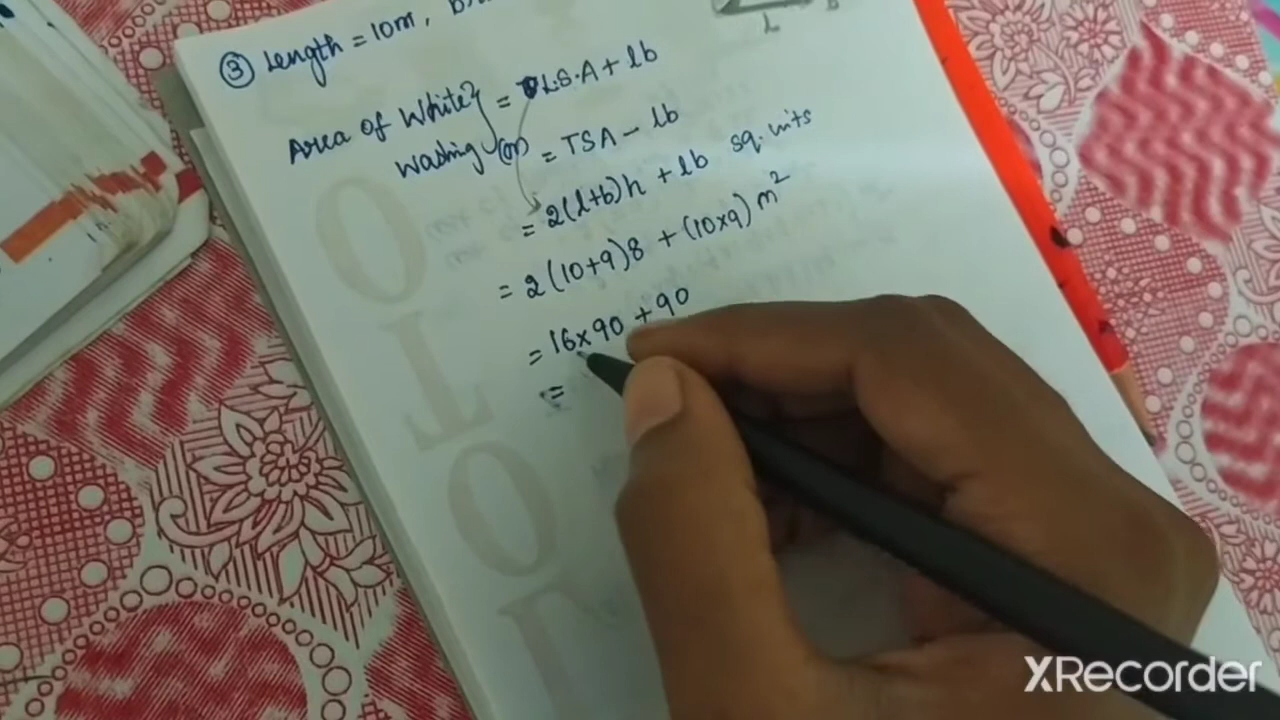 ③ Length = 10m,
L
B
Area of White} = L.S.A + lb
Washing (or) = TSA - lb
= 2(l+b)h + lb sq. units
= 2(10+9)8 + (10×9) m²
= 16×90 + 90
=
XRecorder